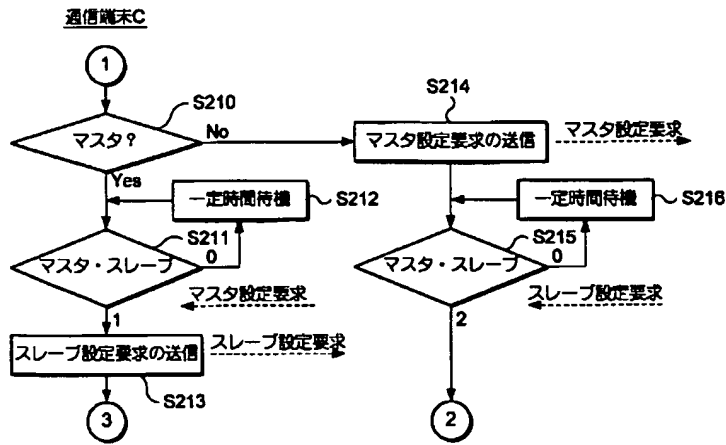 通信端末C
1
S210
マスタ?
No
Yes
S214
マスタ設定要求の送信
マスタ設定要求
一定時間待機
S212
一定時間待機
S216
S211
マスタ・スレーブ
0
S215
マスタ・スレーブ
0
マスタ設定要求
スレーブ設定要求
1
2
スレーブ設定要求の送信
スレーブ設定要求
S213
3
2